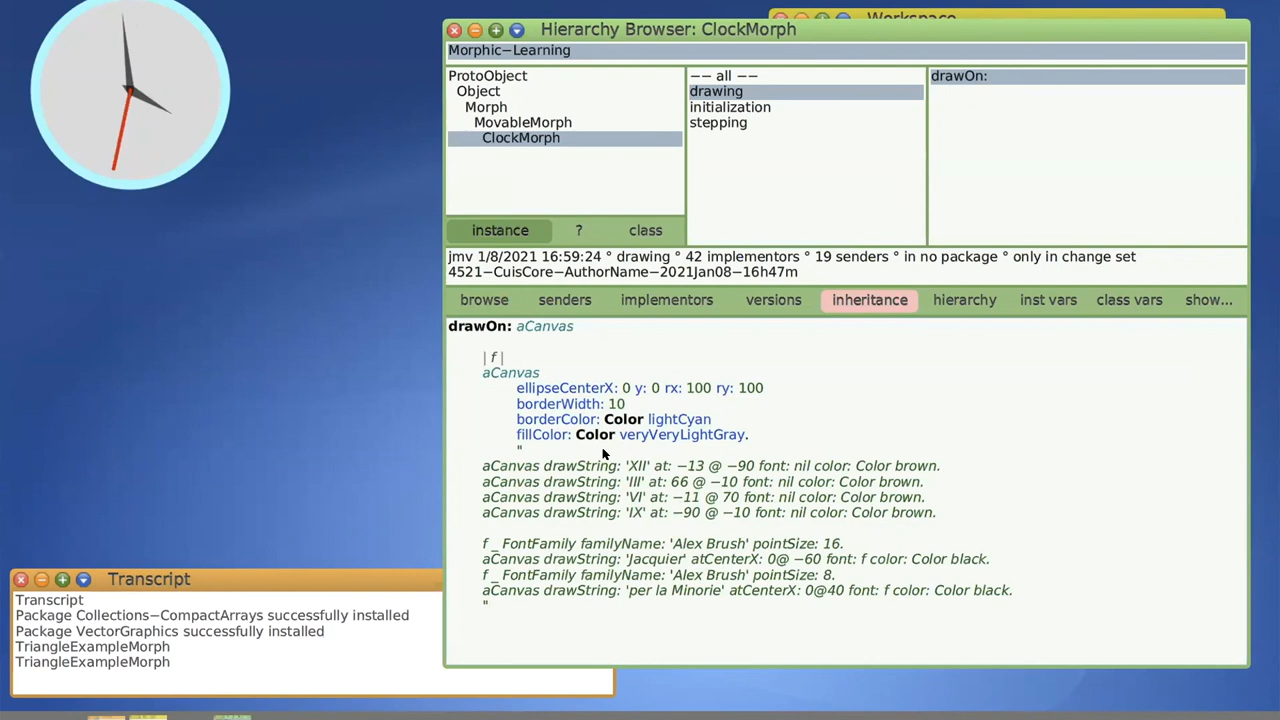 Workspace
Hierarchy Browser: ClockMorph
Morphic−Learning
ProtoObject
Object
Morph
MovableMorph
ClockMorph
−− all −−
drawing
initialization
stepping
drawOn:
instance ? class
jmv 1/8/2021 16:59:24 ° drawing ° 42 implementors ° 19 senders ° in no package ° only in change set
4521−CuisCore−AuthorName−2021Jan08−16h47m
browse senders implementors versions inheritance hierarchy inst vars class vars show...
drawOn: aCanvas
| f |
aCanvas
ellipseCenterX: 0 y: 0 rx: 100 ry: 100
borderWidth: 10
borderColor: Color lightCyan
fillColor: Color veryVeryLightGray.
"
aCanvas drawString: 'XII' at: −13 @ −90 font: nil color: Color brown.
aCanvas drawString: 'III' at: 66 @ −10 font: nil color: Color brown.
aCanvas drawString: 'VI' at: −11 @ 70 font: nil color: Color brown.
aCanvas drawString: 'IX' at: −90 @ −10 font: nil color: Color brown.
f _ FontFamily familyName: 'Alex Brush' pointSize: 16.
aCanvas drawString: 'Jacquier' atCenterX: 0@ −60 font: f color: Color black.
f _ FontFamily familyName: 'Alex Brush' pointSize: 8.
aCanvas drawString: 'per la Minorie' atCenterX: 0@40 font: f color: Color black.
"
Transcript
Transcript
Package Collections−CompactArrays successfully installed
Package VectorGraphics successfully installed
TriangleExampleMorph
TriangleExampleMorph